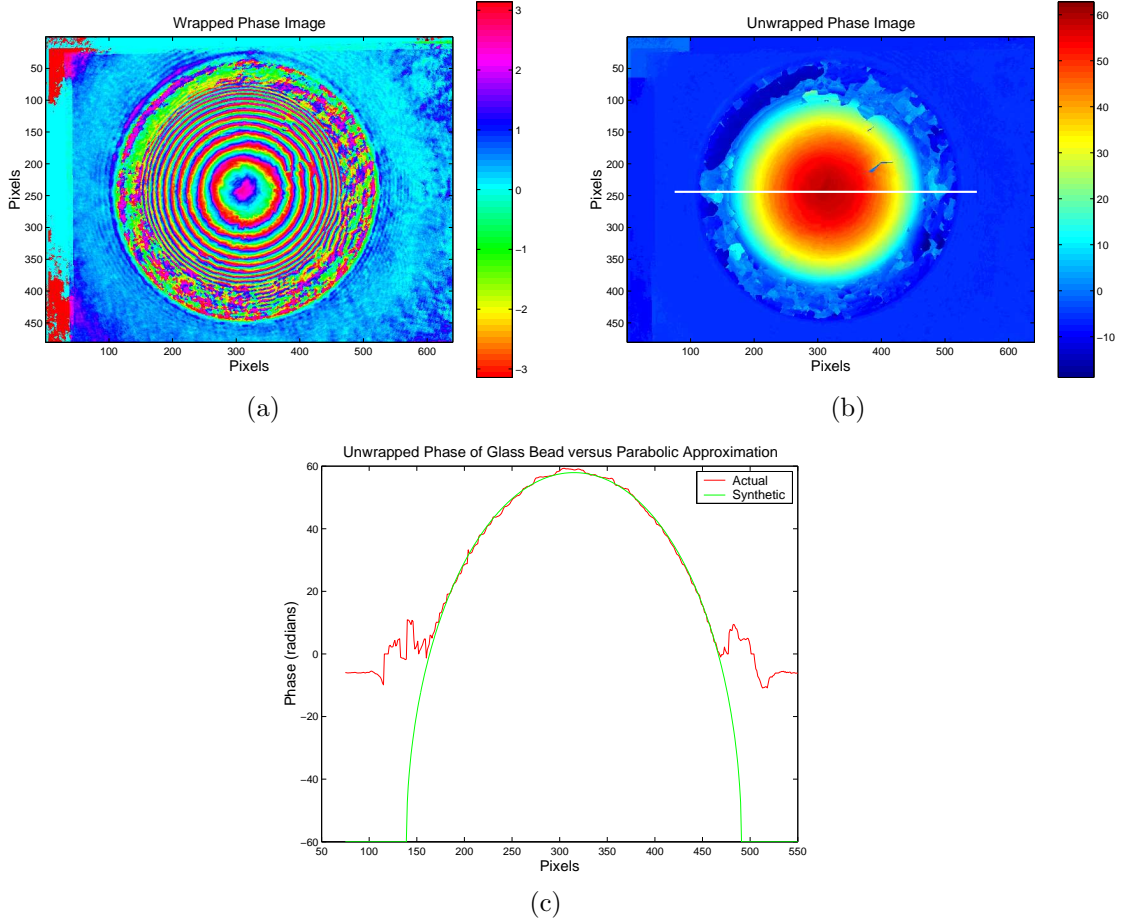 Wrapped Phase Image
Pixels
50
100
150
200
250
300
350
400
450
100 200 300 400 500 600
Pixels
3
2
1
0
−1
−2
−3
(a)
Unwrapped Phase Image
Pixels
50
100
150
200
250
300
350
400
450
100 200 300 400 500 600
Pixels
60
50
40
30
20
10
0
−10
(b)
Unwrapped Phase of Glass Bead versus Parabolic Approximation
Actual
Synthetic
Phase (radians)
60
40
20
0
−20
−40
−60
50 100 150 200 250 300 350 400 450 500 550
Pixels
(c)